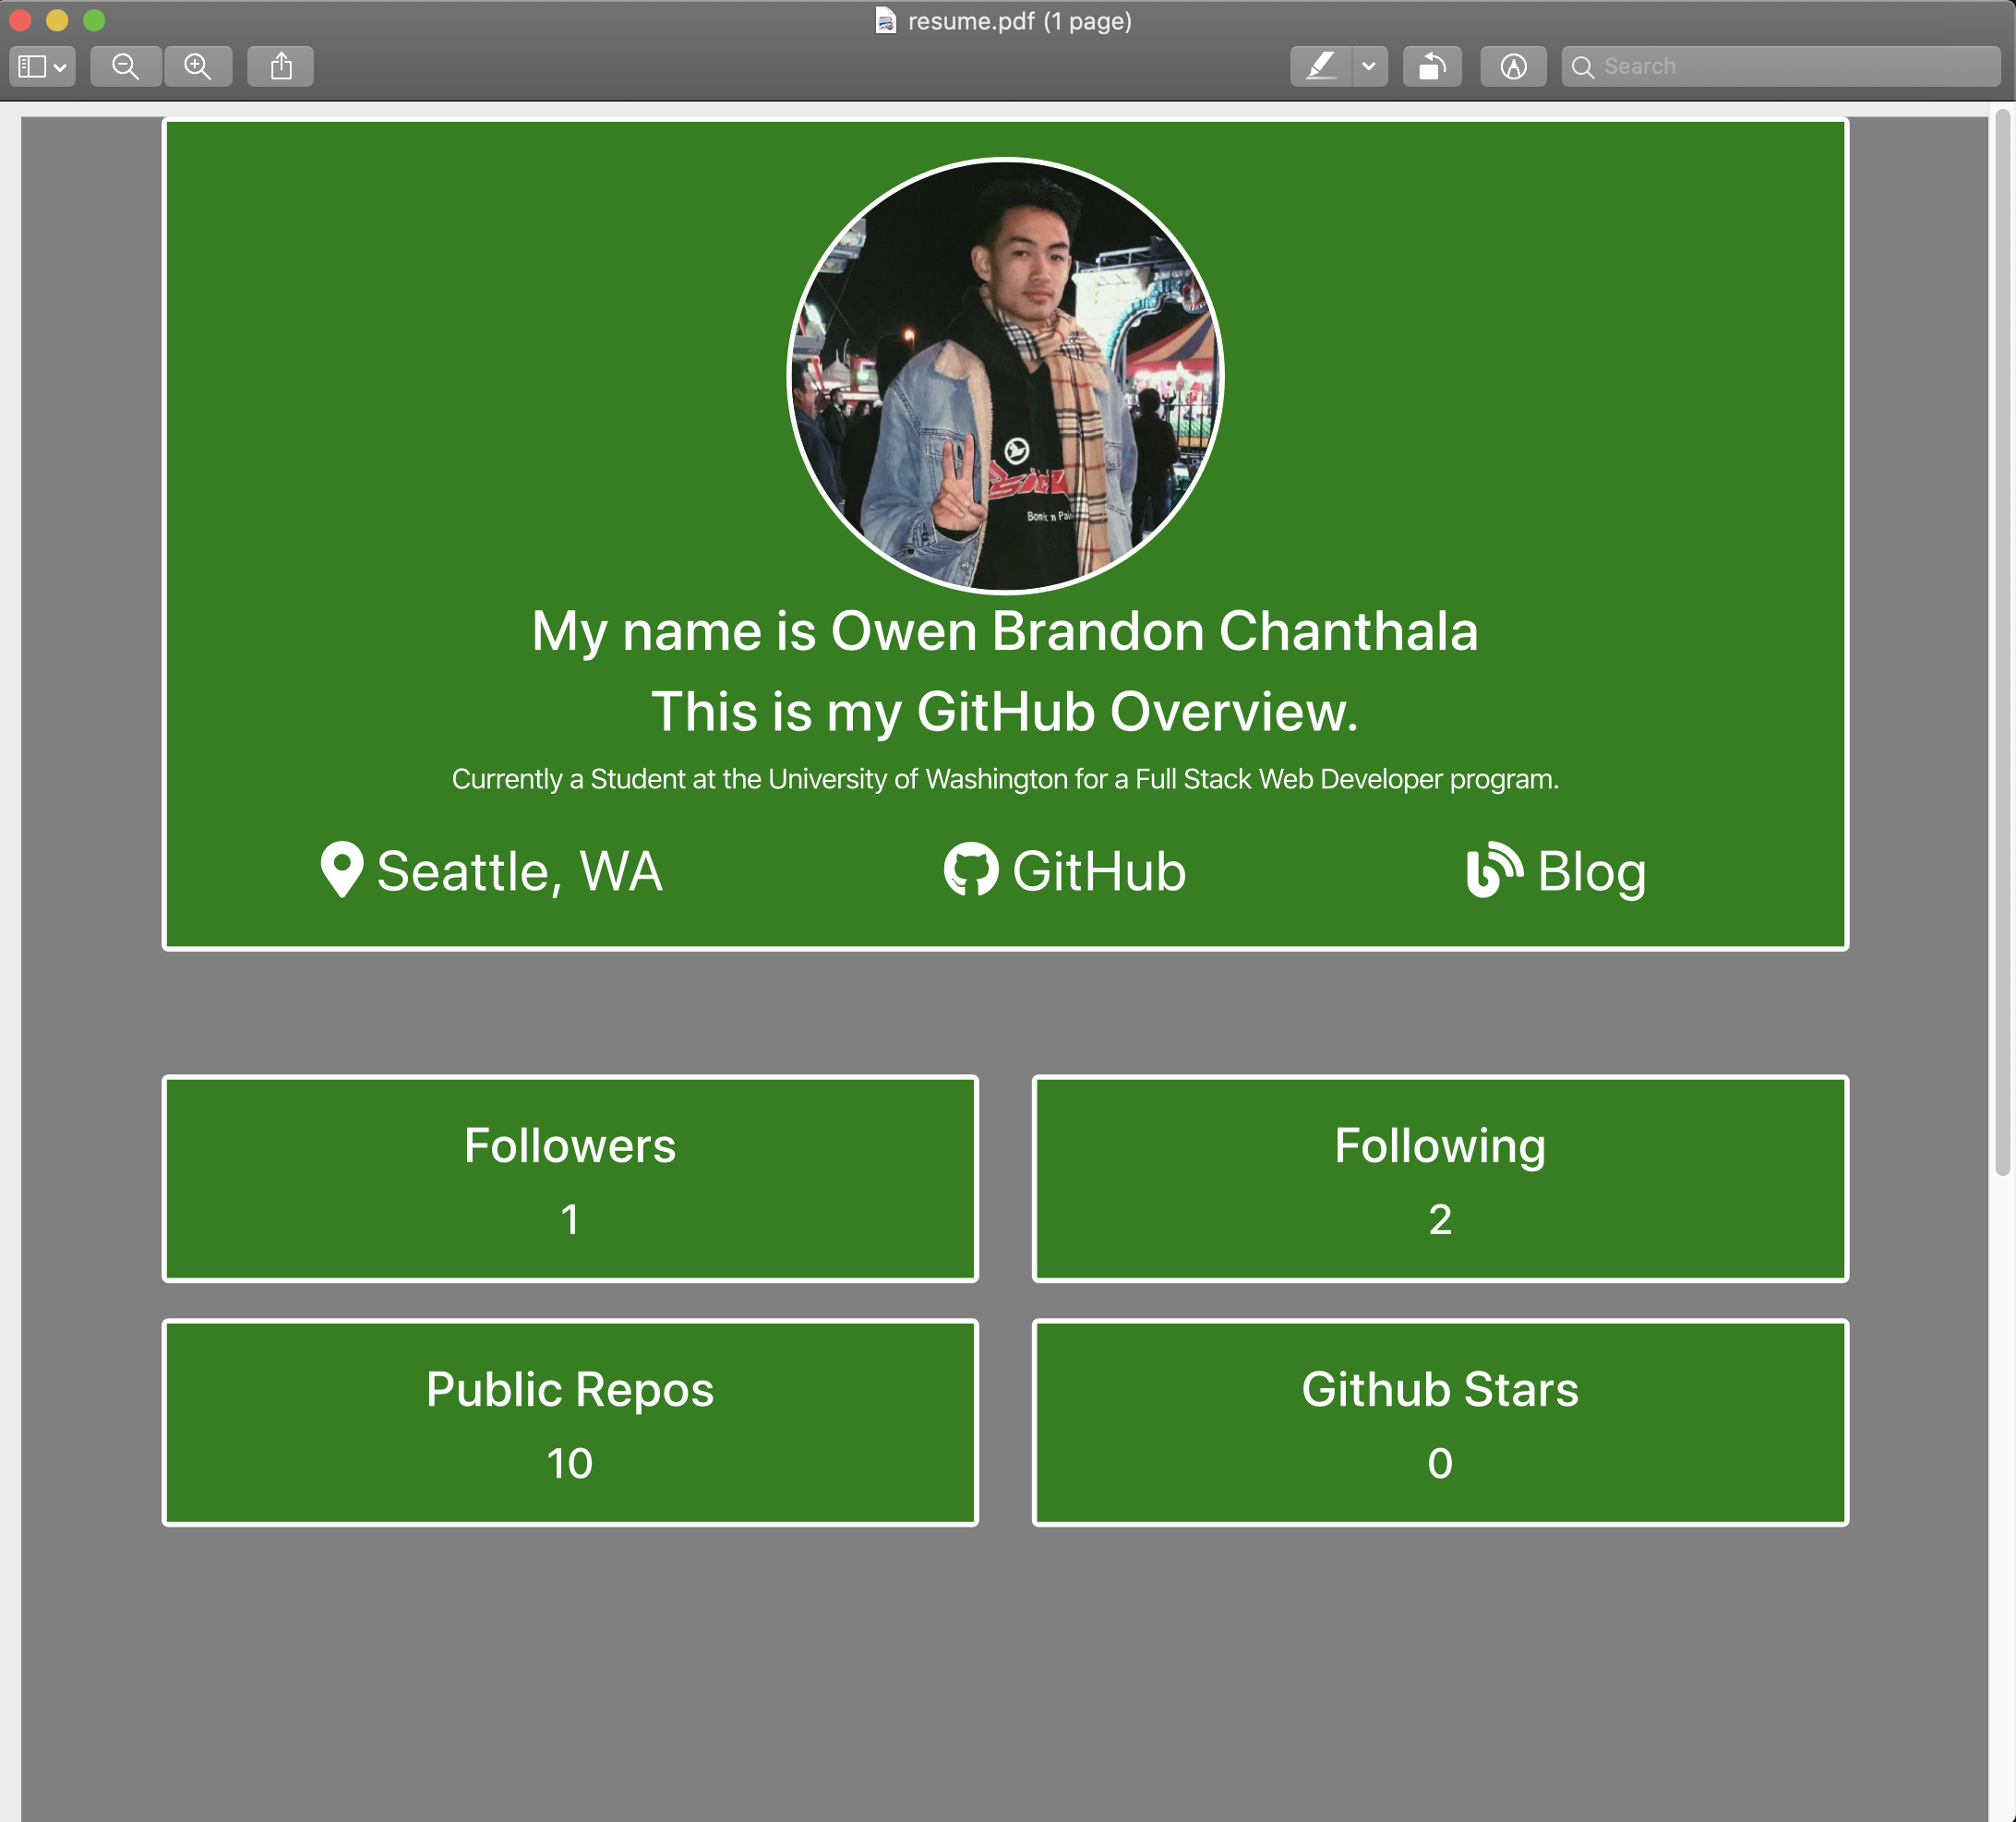 resume.pdf (1 page)
Search
My name is Owen Brandon Chanthala
This is my GitHub Overview.
Currently a Student at the University of Washington for a Full Stack Web Developer program.
Seattle, WA GitHub Blog
Followers Following
1 2
Public Repos Github Stars
10 0